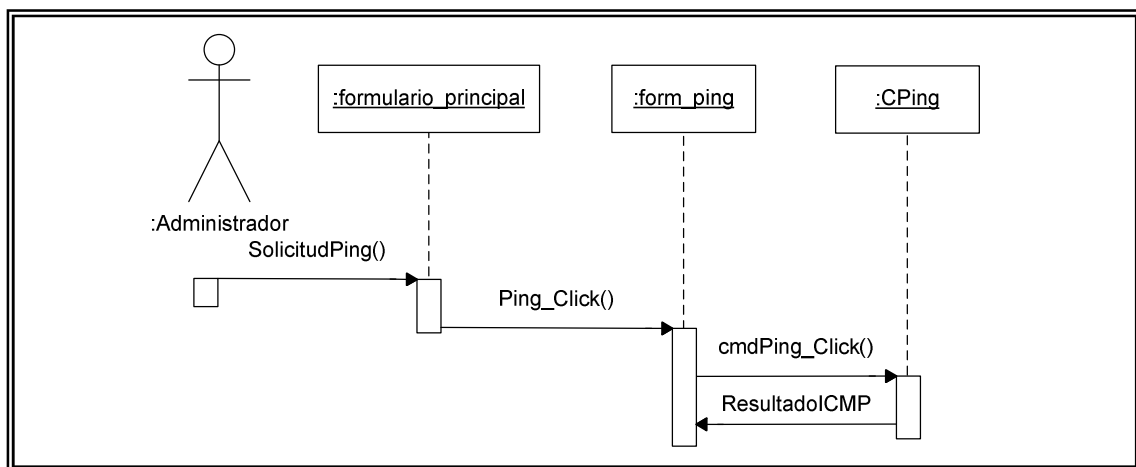 :formulario_principal
:form_ping
:CPing
:Administrador
SolicitudPing()
Ping_Click()
cmdPing_Click()
ResultadoICMP